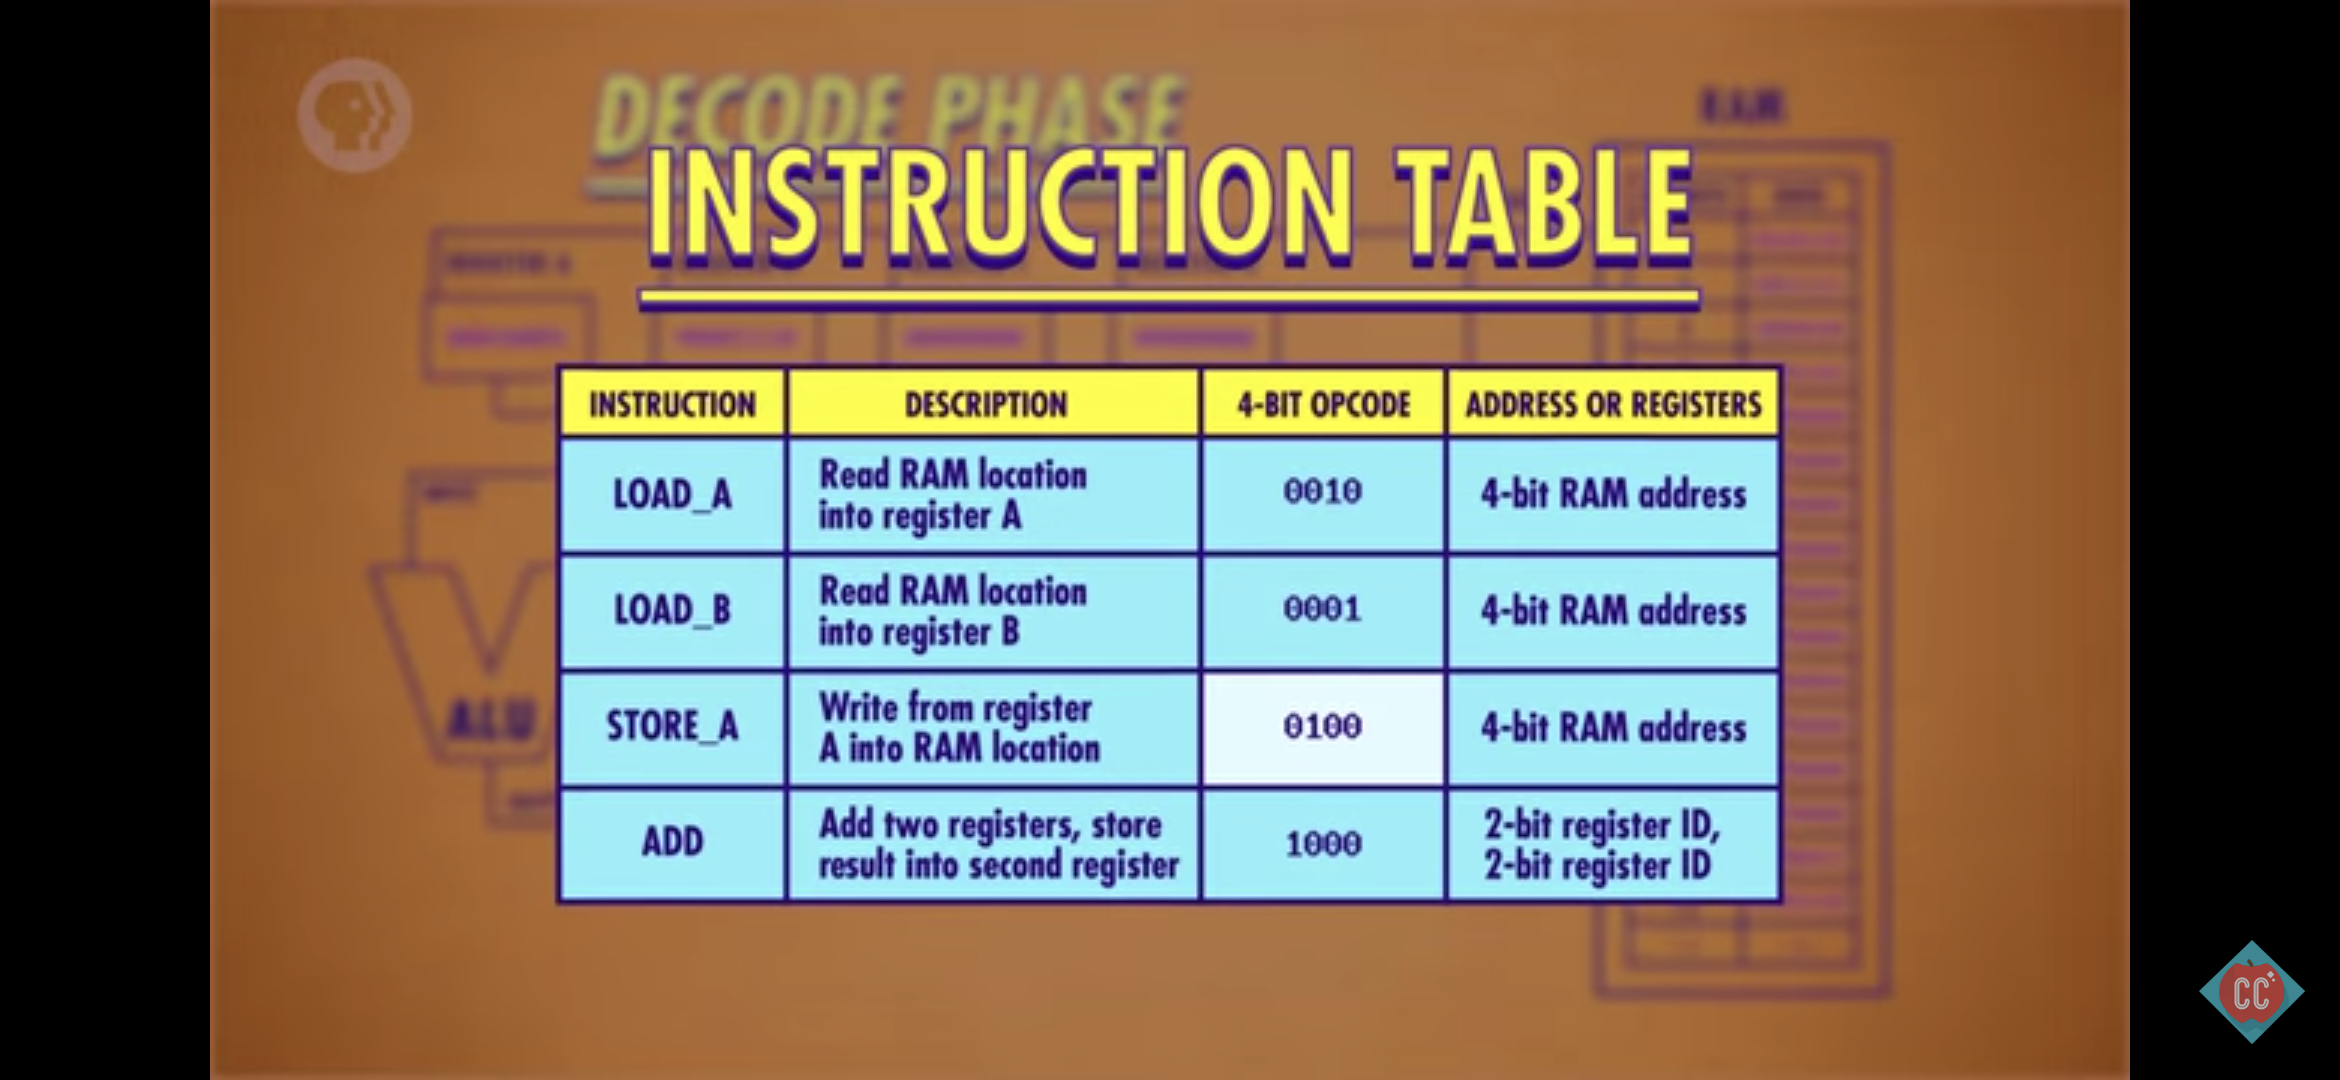 DECODE PHASE
RAM
INSTRUCTION TABLE
INSTRUCTION
DESCRIPTION
4-BIT OPCODE
ADDRESS OR REGISTERS
LOAD_A
Read RAM location
into register A
0010
4-bit RAM address
LOAD_B
Read RAM location
into register B
0001
4-bit RAM address
STORE_A
Write from register
A into RAM location
0100
4-bit RAM address
ADD
Add two registers, store
result into second register
1000
2-bit register ID,
2-bit register ID
ALU
CC